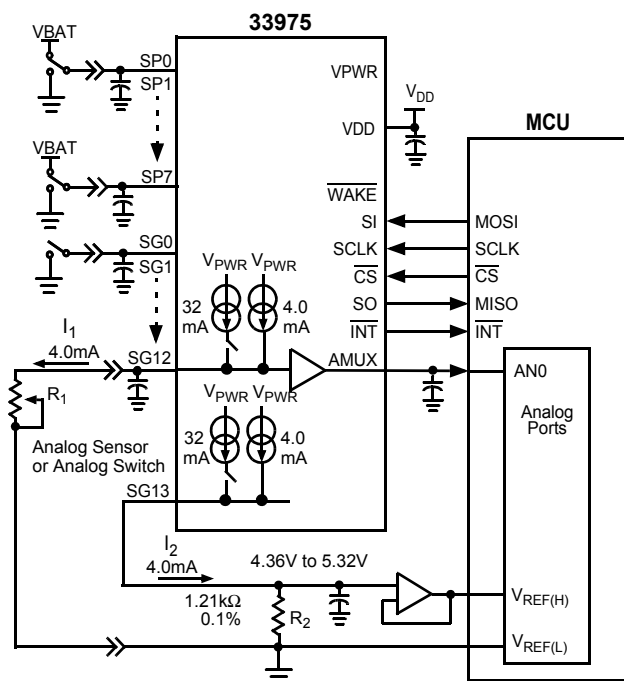 33975
VBAT
SP0
SP1
VPWR
VDD
VDD
MCU
VBAT
SP7
WAKE
SI
MOSI
SG0
SCLK
SCLK
SG1
CS
CS
VPWR VPWR
SO
MISO
32
mA
4.0
mA
INT
INT
I1
4.0mA
SG12
AMUX
AN0
R1
VPWR VPWR
Analog
Ports
Analog Sensor
or Analog Switch
32
mA
4.0
mA
SG13
I2
4.0mA
4.36V to 5.32V
1.21kΩ
0.1%
R2
VREF(H)
VREF(L)